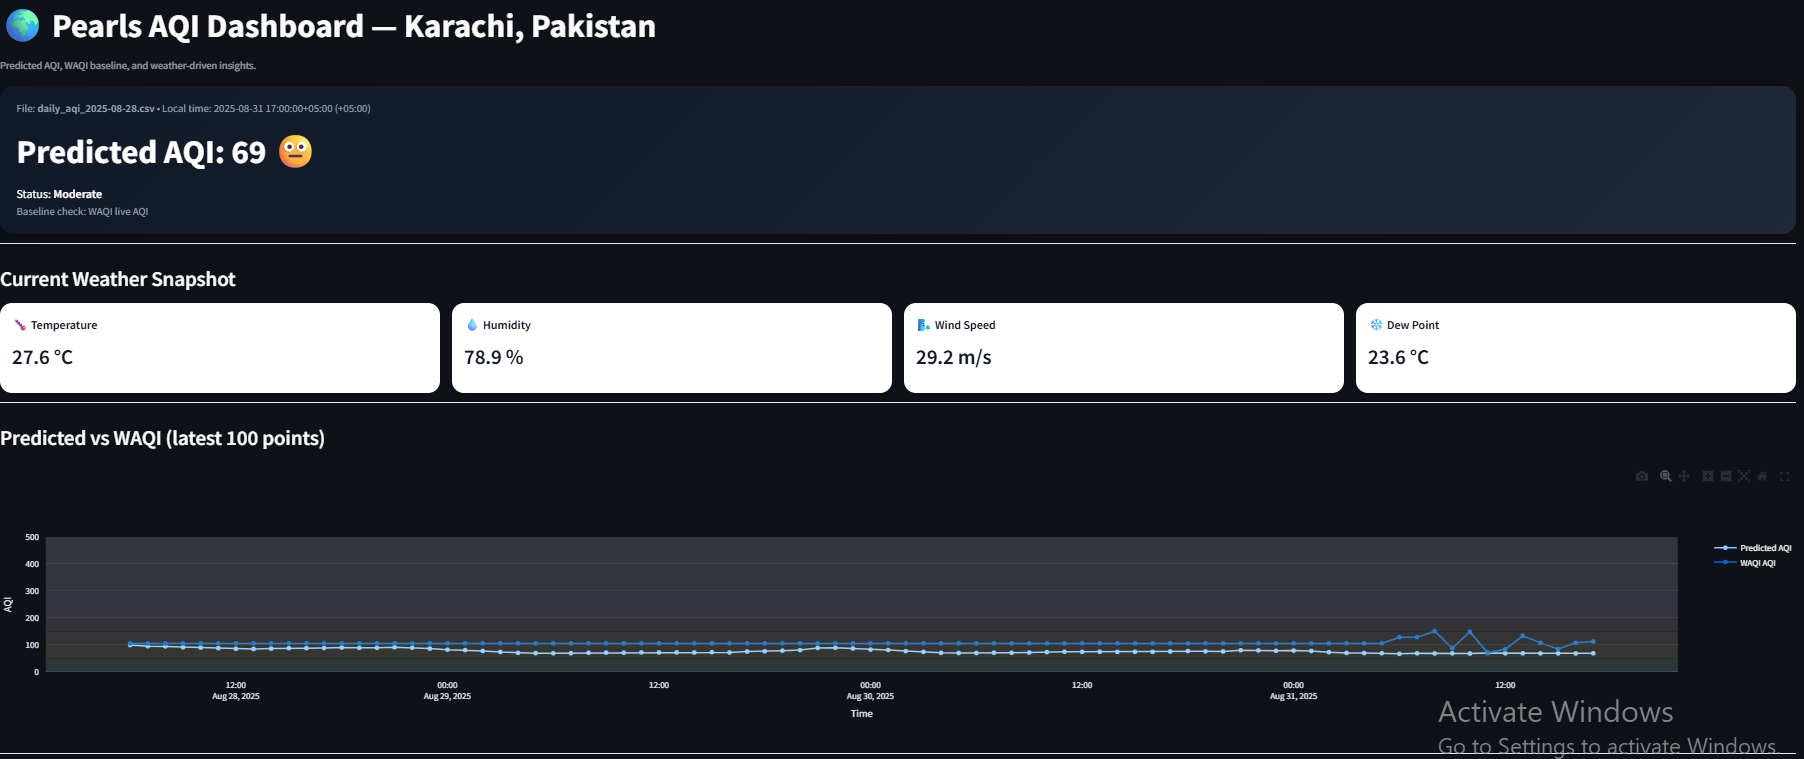 🌍 Pearls AQI Dashboard — Karachi, Pakistan
Predicted AQI, WAQI baseline, and weather-driven insights.
File: daily_aqi_2025-08-28.csv • Local time: 2025-08-31 17:00:00+05:00 (+05:00)
Predicted AQI: 69 😐
Status: Moderate
Baseline check: WAQI live AQI
Current Weather Snapshot
Temperature
27.6 °C
Humidity
78.9 %
Wind Speed
29.2 m/s
Dew Point
23.6 °C
Predicted vs WAQI (latest 100 points)
500
400
300
200
100
0
AQI
Predicted AQI
WAQI AQI
12:00
Aug 28, 2025
00:00
Aug 29, 2025
12:00
00:00
Aug 30, 2025
12:00
00:00
Aug 31, 2025
12:00
Time
Activate Windows
Go to Settings to activate Windows.